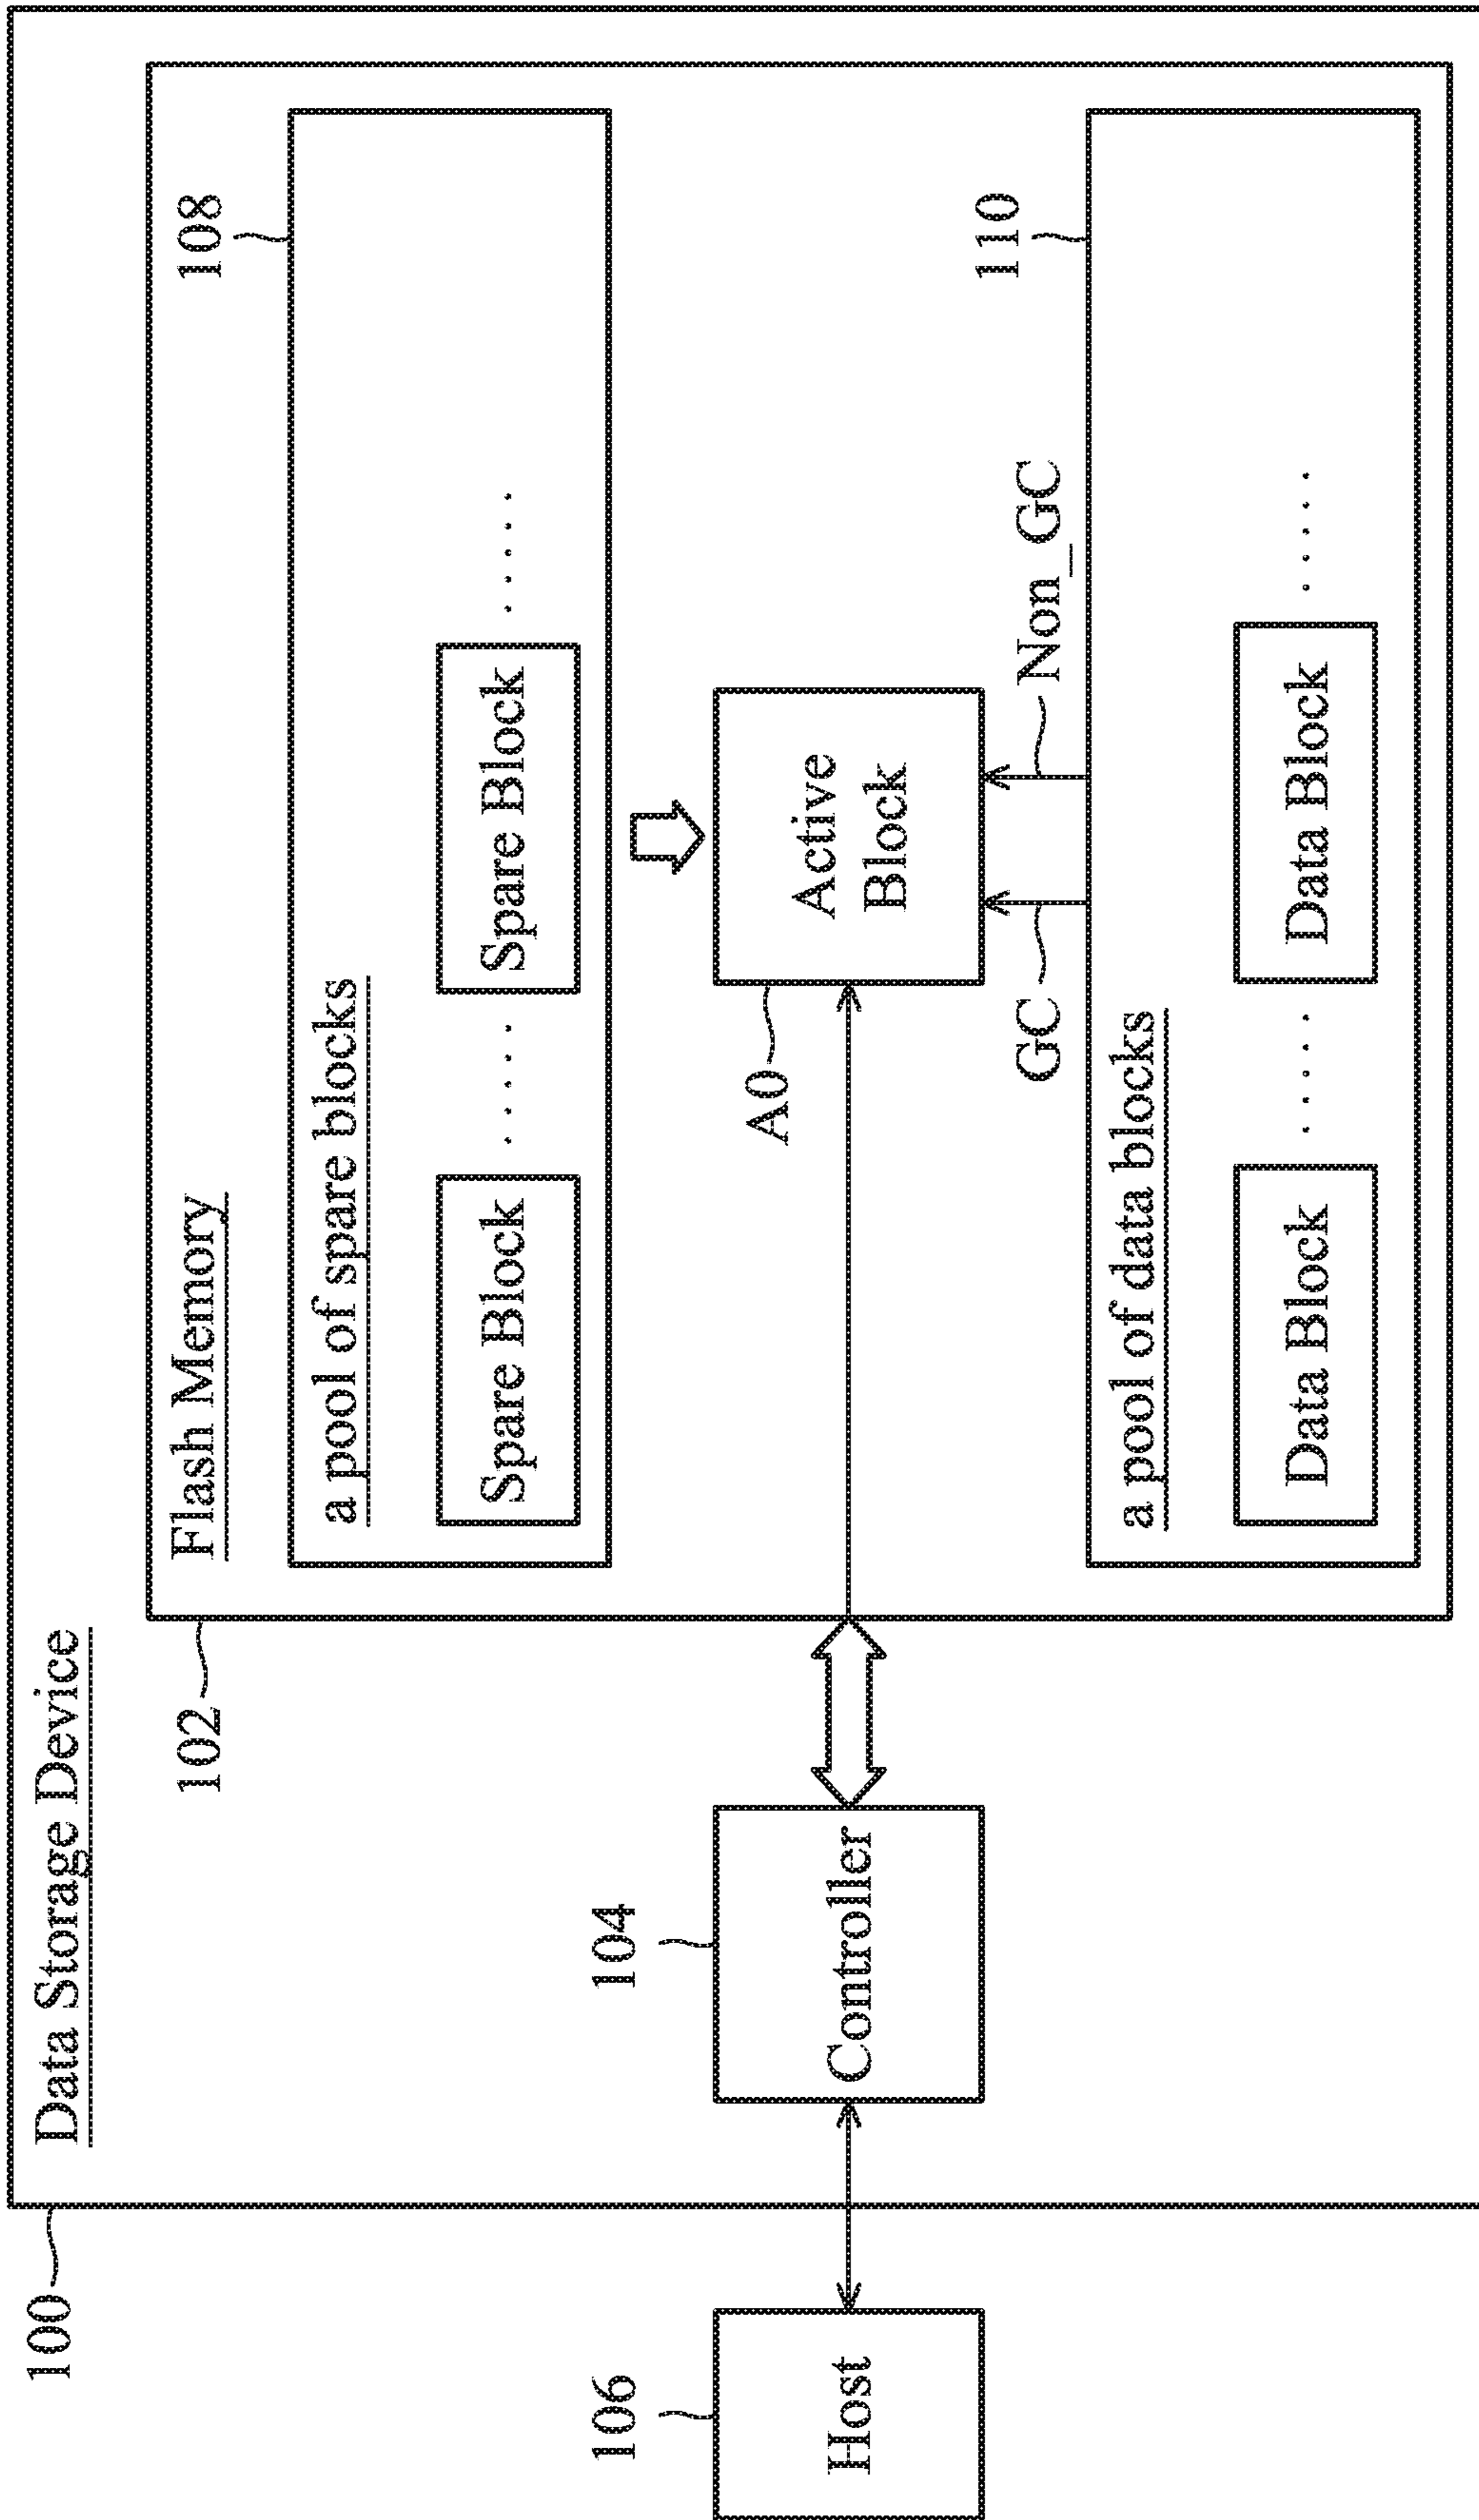 100
Data Storage Device
102
Flash Memory
108
a pool of spare blocks
Spare Block
.....
Spare Block
.....
106
Host
104
Controller
A0
Active
Block
GC
Non_GC
110
a pool of data blocks
Data Block
.....
Data Block
.....